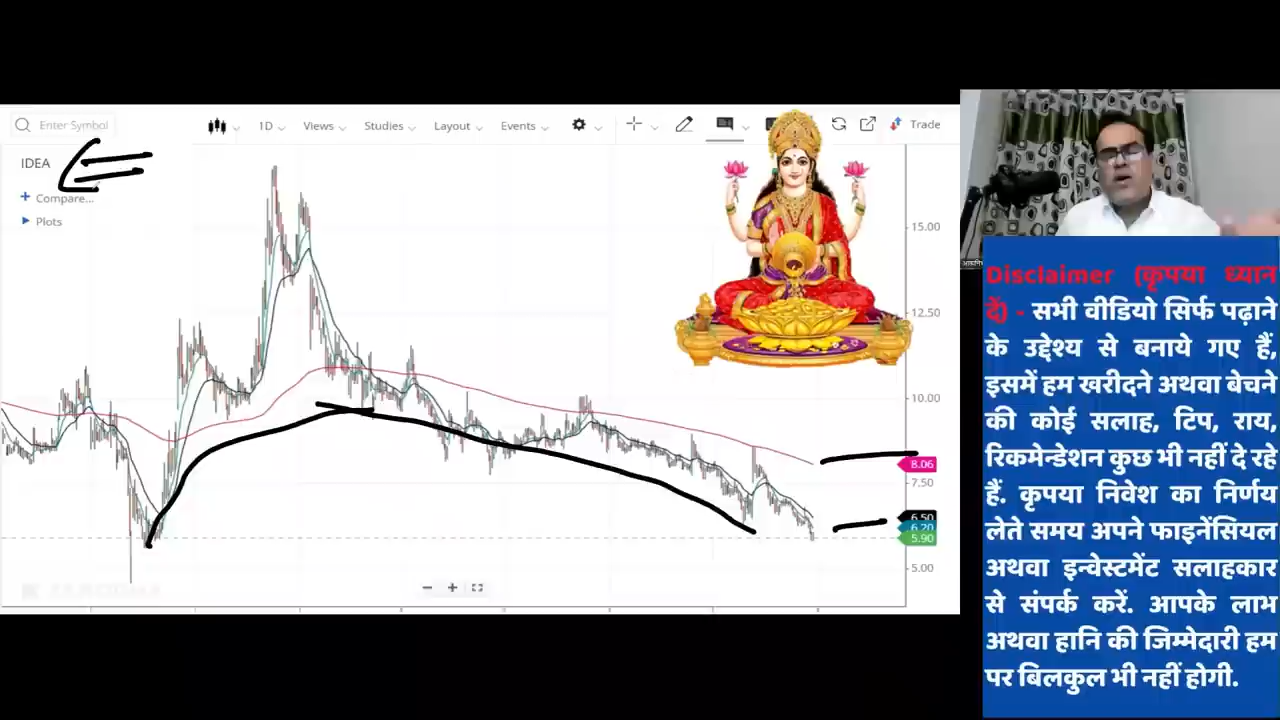 Enter Symbol
1D Views Studies Layout Events Trade
IDEA
Compare...
Plots
15.00
12.50
10.00
8.06
7.50
6.50
6.20
5.90
5.00
Disclaimer (कृपया ध्यान
दें) - सभी वीडियो सिर्फ पढ़ाने
के उद्देश्य से बनाये गए हैं,
इसमें हम खरीदने अथवा बेचने
की कोई सलाह, टिप, राय,
रिकमेन्डेशन कुछ भी नहीं दे रहे
हैं. कृपया निवेश का निर्णय
लेते समय अपने फाइनेंसियल
अथवा इन्वेस्टमेंट सलाहकार
से संपर्क करें. आपके लाभ
अथवा हानि की जिम्मेदारी हम
पर बिलकुल भी नहीं होगी.